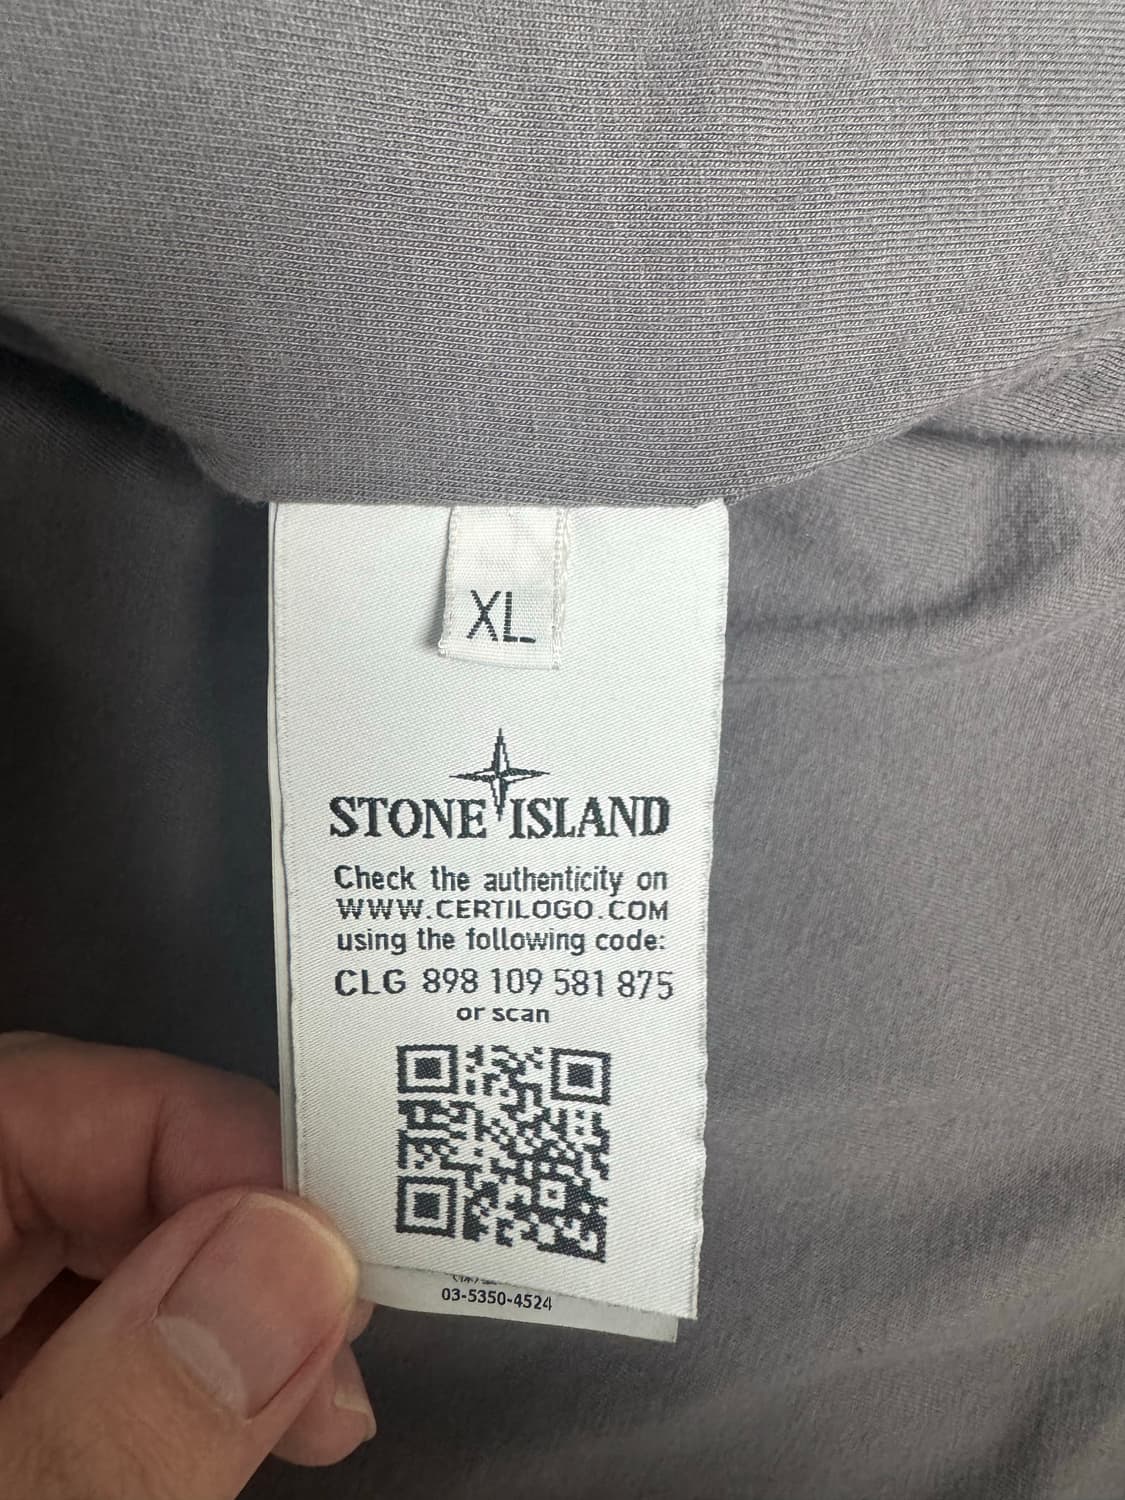 XL
STONE ISLAND
Check the authenticity on
WWW.CERTILOGO.COM
using the following code:
CLG 898 109 581 875
or scan
03-5350-4524